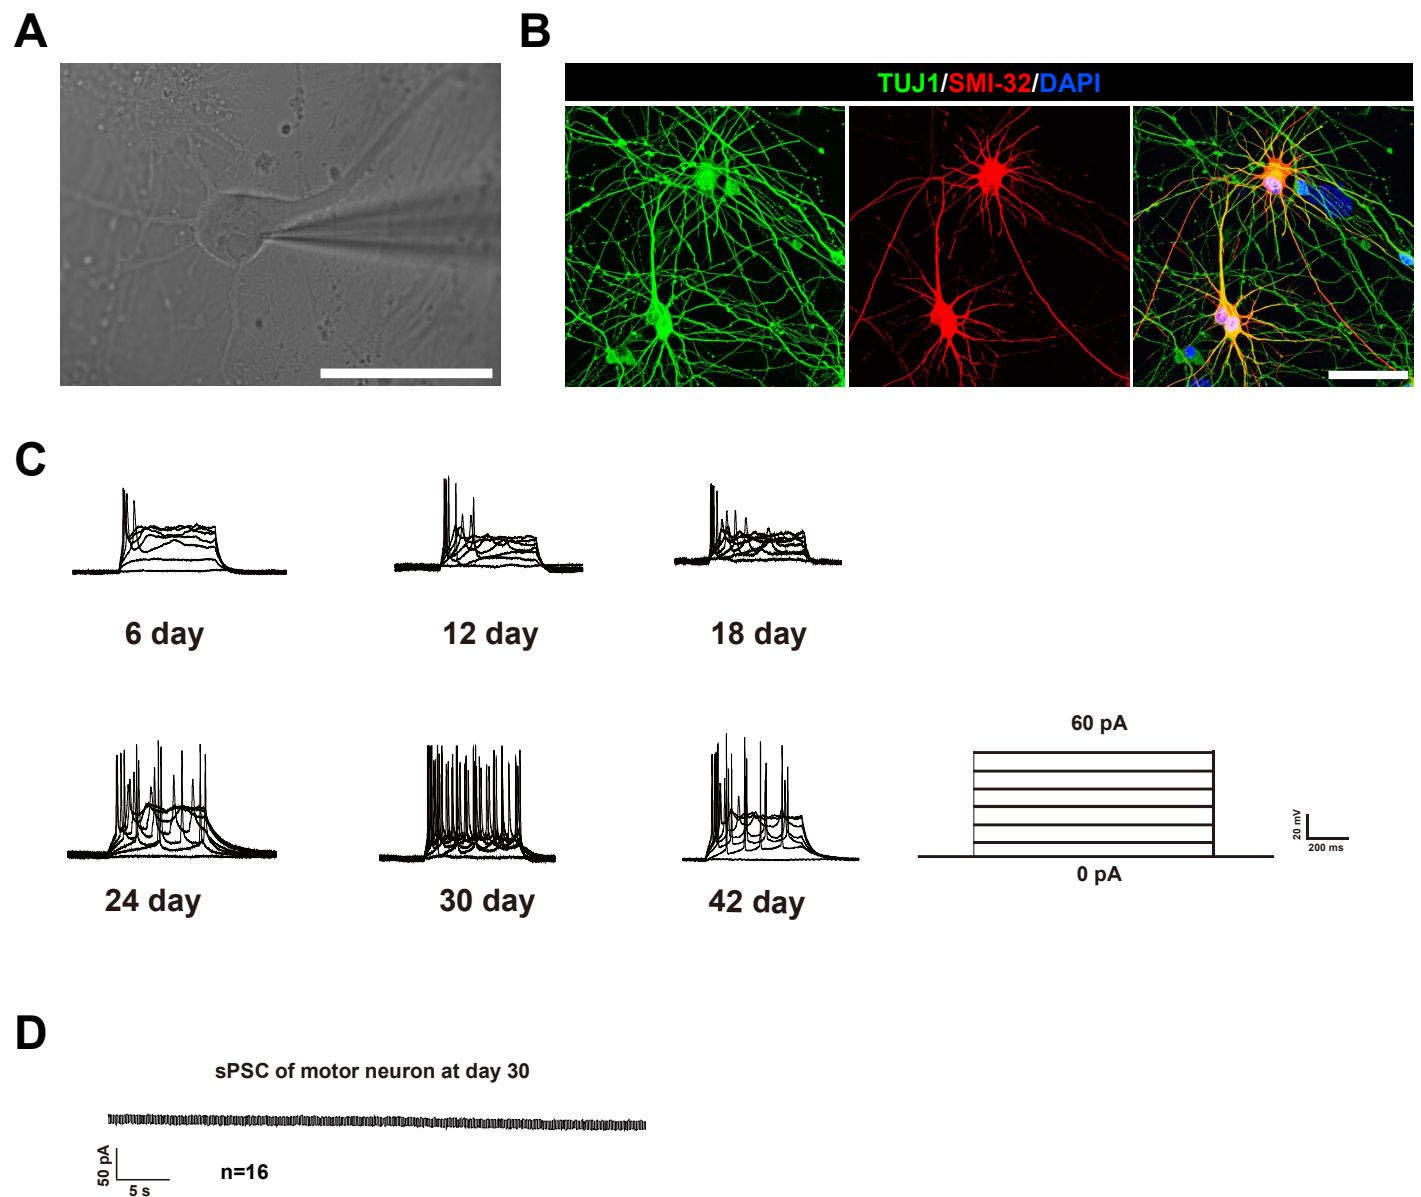 A
B
TUJ1/SMI-32/DAPI
C
6 day
12 day
18 day
24 day
30 day
42 day
60 pA
0 pA
20 mV
200 ms
D
sPSC of motor neuron at day 30
50 pA
5 s
n=16